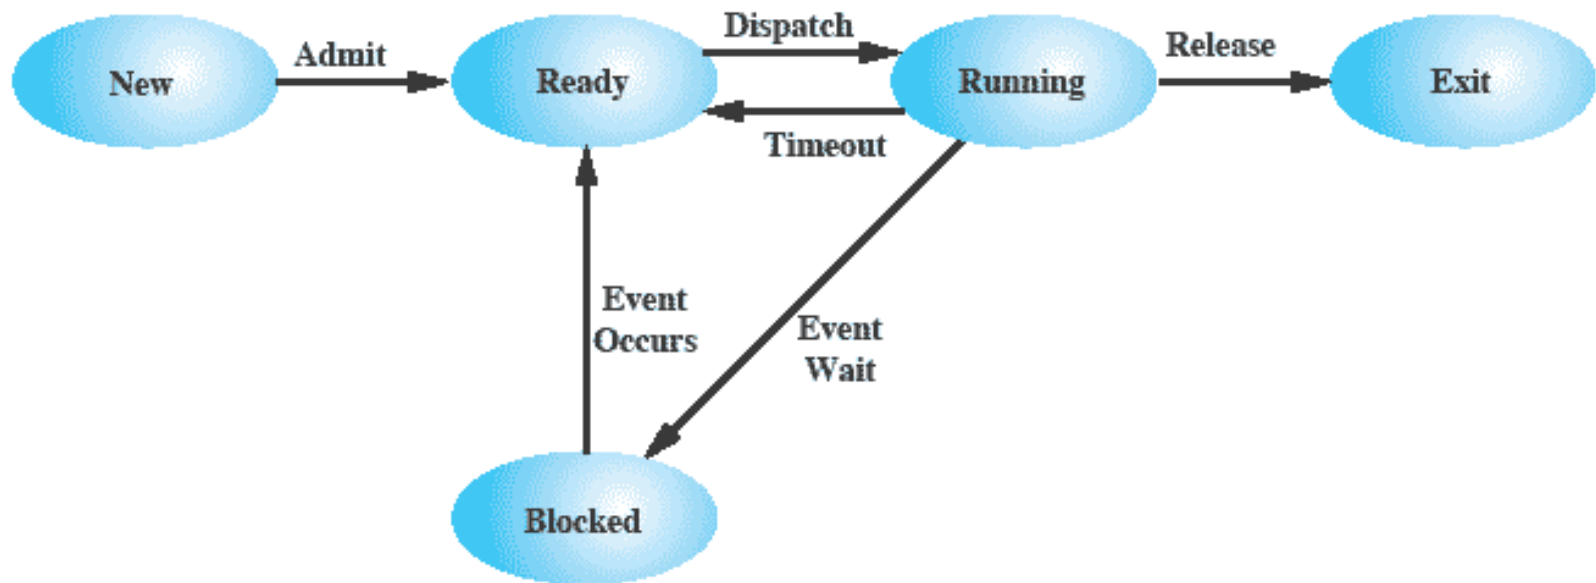 Dispatch
Release
Admit
New
Ready
Running
Exit
Timeout
Event
Occurs
Event
Wait
Blocked